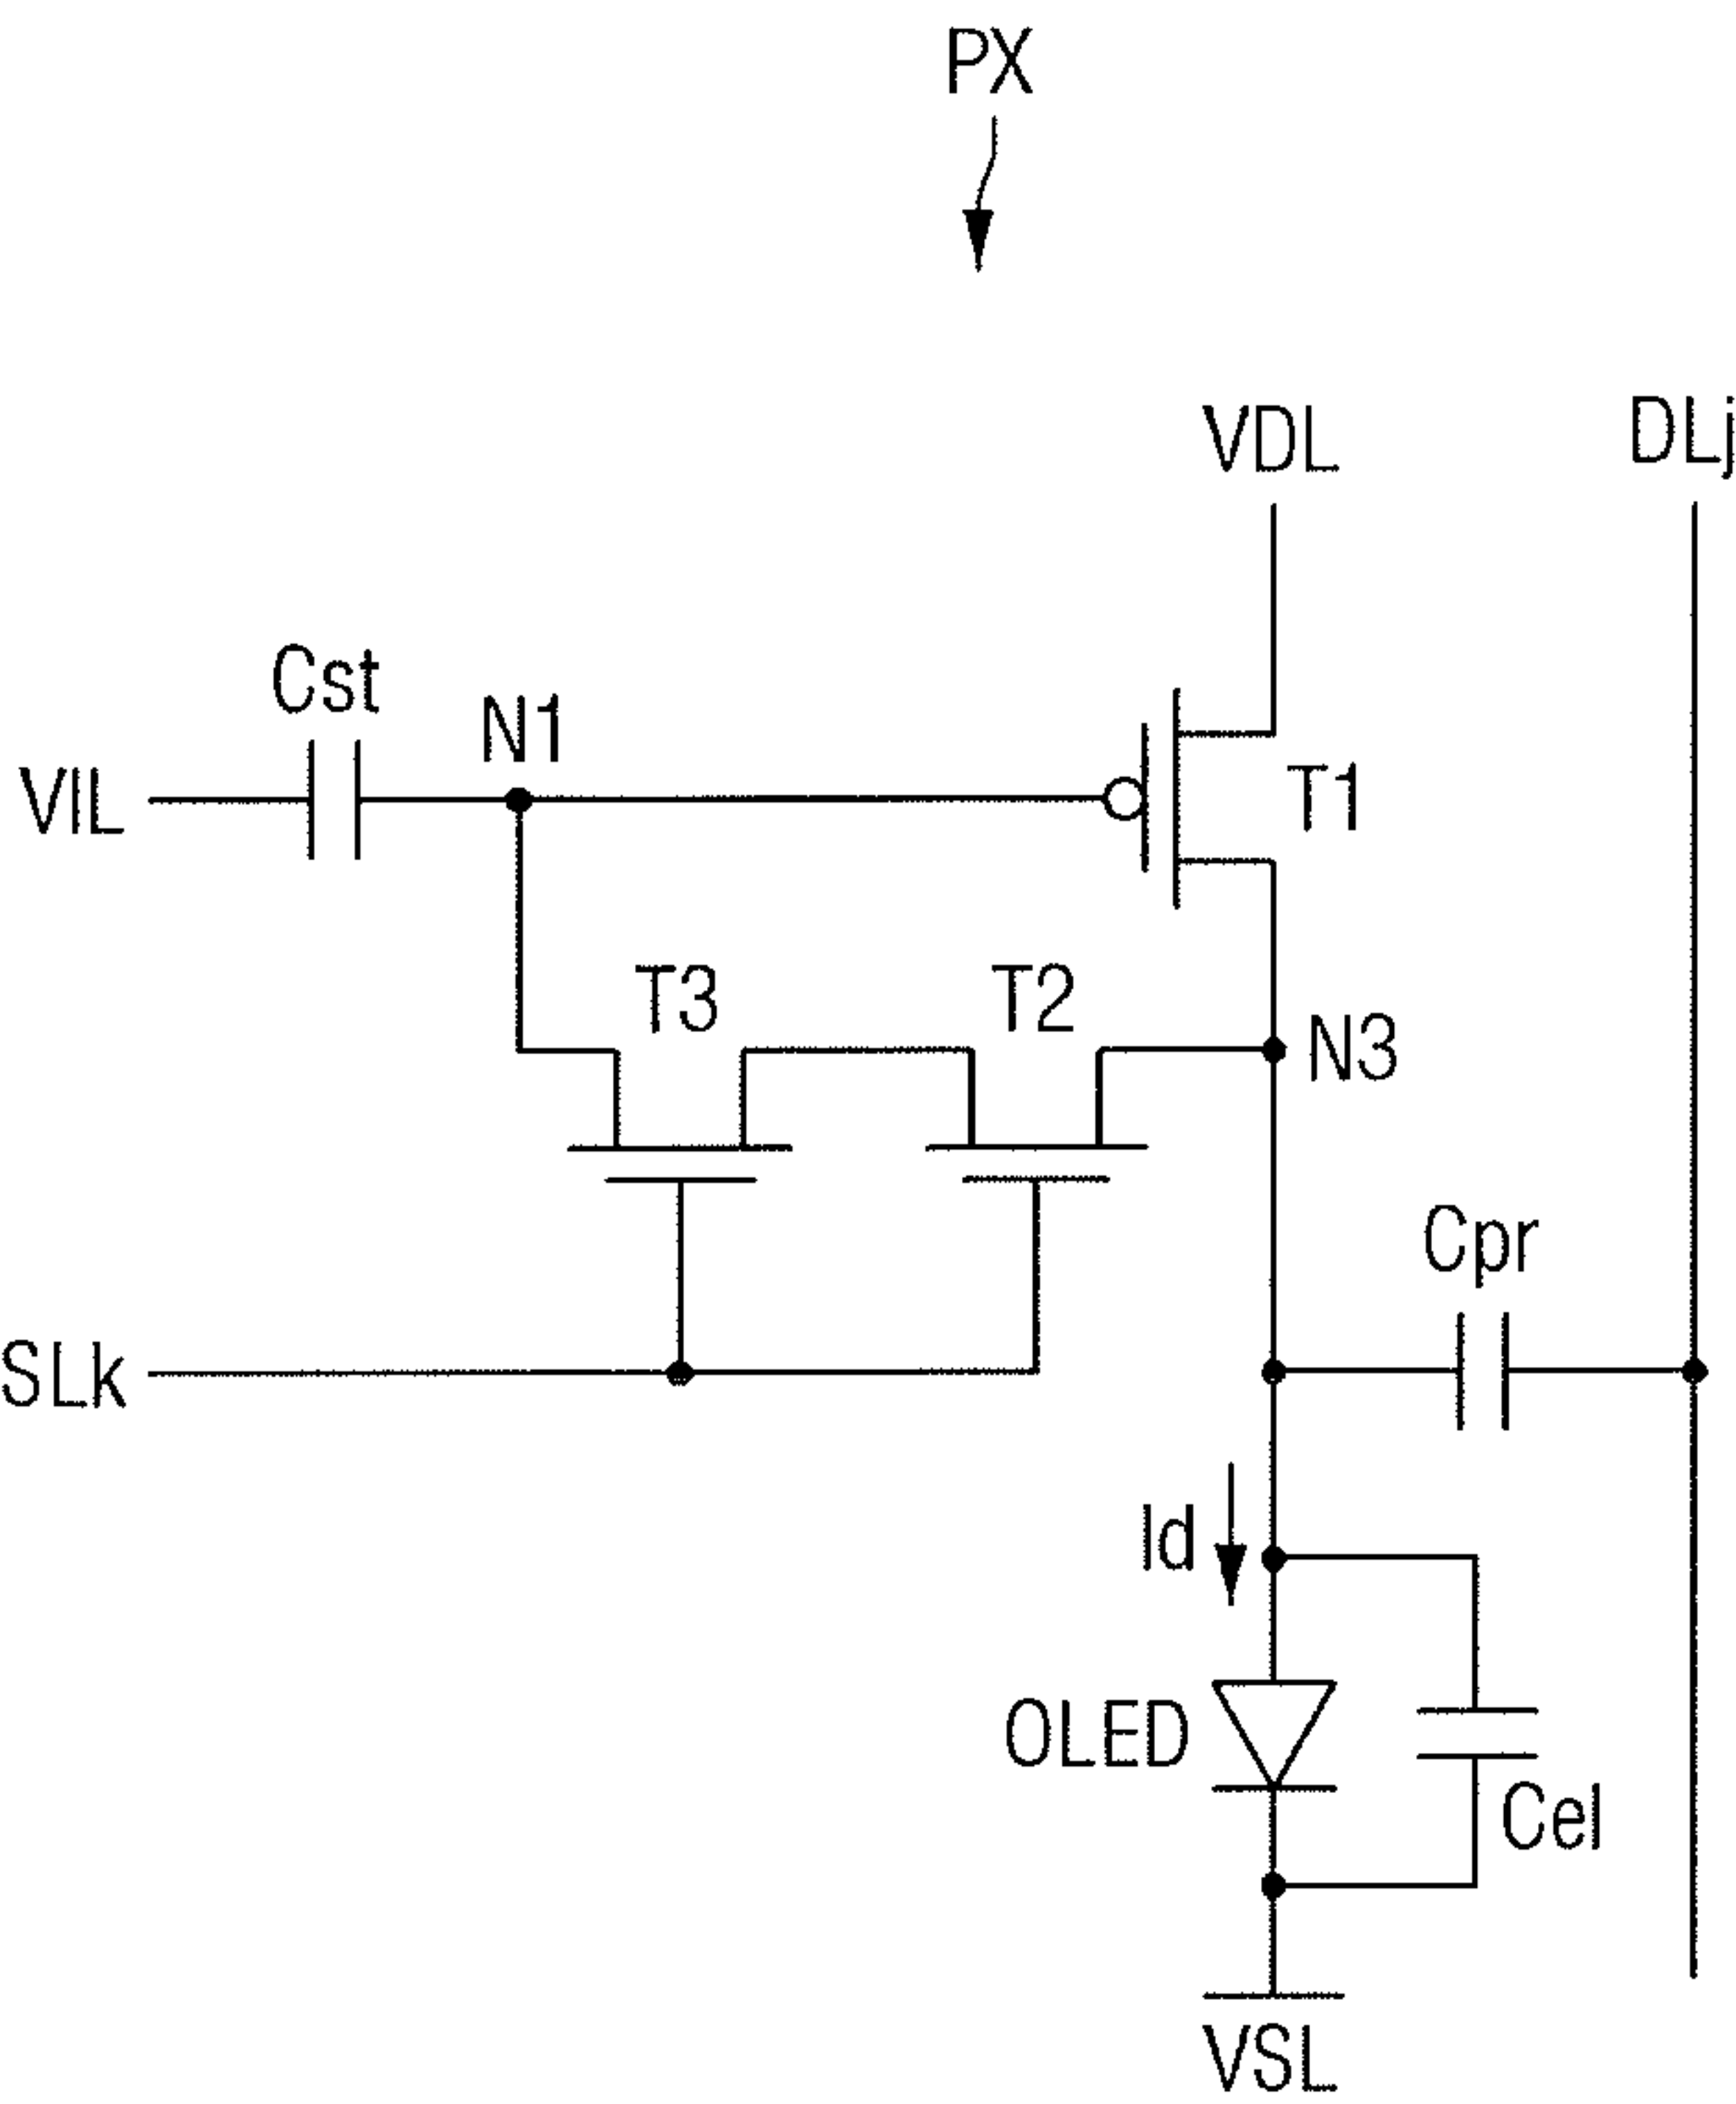 PX
VDL
DLj
Cst
N1
VIL
T1
T3
T2
N3
Cpr
SLk
Id
OLED
Cel
VSL